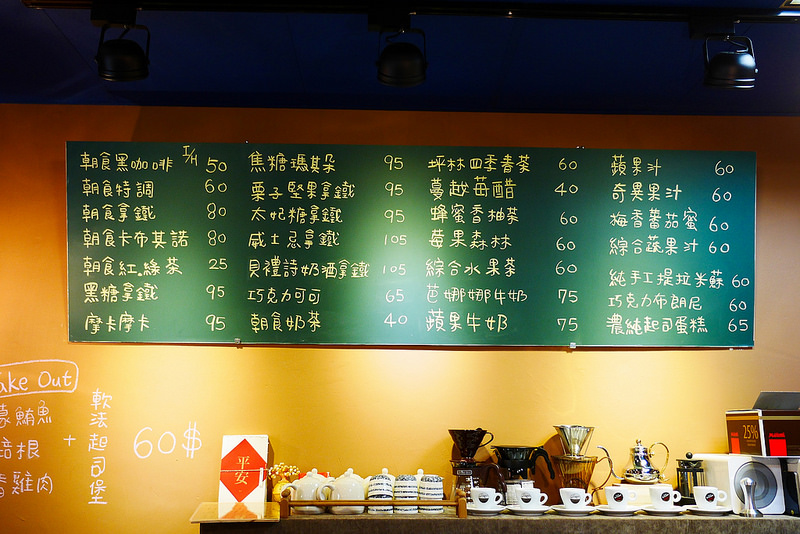 I/H
朝食黑咖啡 50
朝食特調 60
朝食拿鐵 80
朝食卡布其諾 80
朝食紅.綠茶 25
黑糖拿鐵 95
摩卡摩卡 95
焦糖瑪其朵 95
栗子堅果拿鐵 95
太妃糖拿鐵 95
威士忌拿鐵 105
貝禮詩奶酒拿鐵 105
巧克力可可 65
朝食奶茶 40
坪林四季春茶 60
蔓越莓醋 40
蜂蜜香柚茶 60
莓果森林 60
綜合水果茶 60
芭娜娜牛奶 75
蘋果牛奶 75
蘋果汁 60
奇異果汁 60
梅香蕃茄蜜 60
綜合蔬果汁 60
純手工提拉米蘇 60
巧克力布朗尼 60
濃純起司蛋糕 65
ake Out
鮪魚
培根
雞肉
+
軟法起司堡
60$
平安
25%